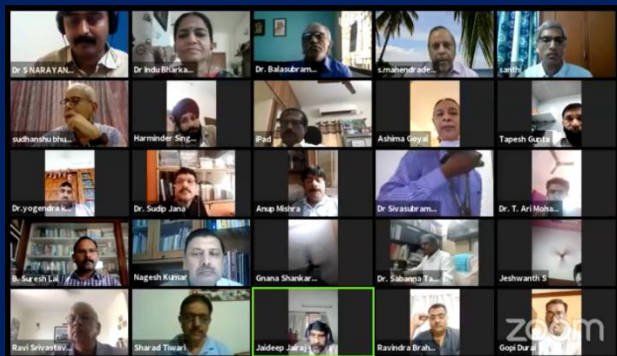 Dr S NARAYAN...
Dr Indu Bharka...
Dr. Balasubram...
s.mahendrade...
santhi
sudhanshu bhu...
Harminder Sing...
iPad
Ashima Goyal
Tapesh Gupta
Dr.yogendra k...
Dr. Sudip Jana
Anup Mishra
Dr Sivasubram...
Dr. T. Ari Moha...
B. Suresh Lal
Nagesh Kumar
Gnana Shankar...
Dr. Sabanna Ta...
Jeshwanth S
Ravi Srivastav...
Sharad Tiwari
Jaideep Jairaj
Ravindra Brah...
Gopi Durai
zoom